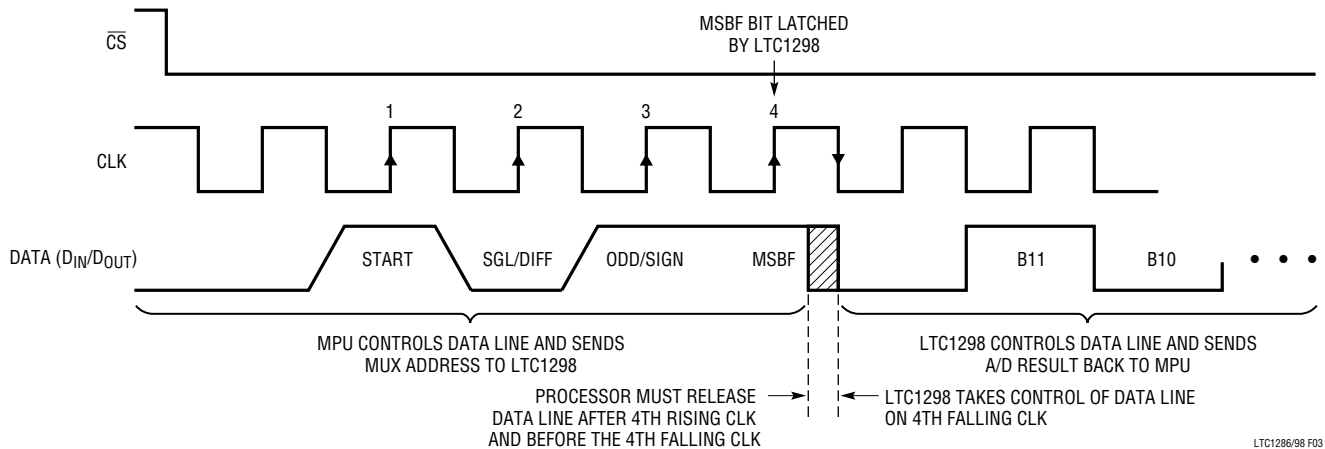 MSBF BIT LATCHED
BY LTC1298
CS
1 2 3 4
CLK
DATA (DIN/DOUT)
START SGL/DIFF ODD/SIGN MSBF B11 B10 • • •
MPU CONTROLS DATA LINE AND SENDS
MUX ADDRESS TO LTC1298
LTC1298 CONTROLS DATA LINE AND SENDS
A/D RESULT BACK TO MPU
PROCESSOR MUST RELEASE
DATA LINE AFTER 4TH RISING CLK
AND BEFORE THE 4TH FALLING CLK
LTC1298 TAKES CONTROL OF DATA LINE
ON 4TH FALLING CLK
LTC1286/98 F03